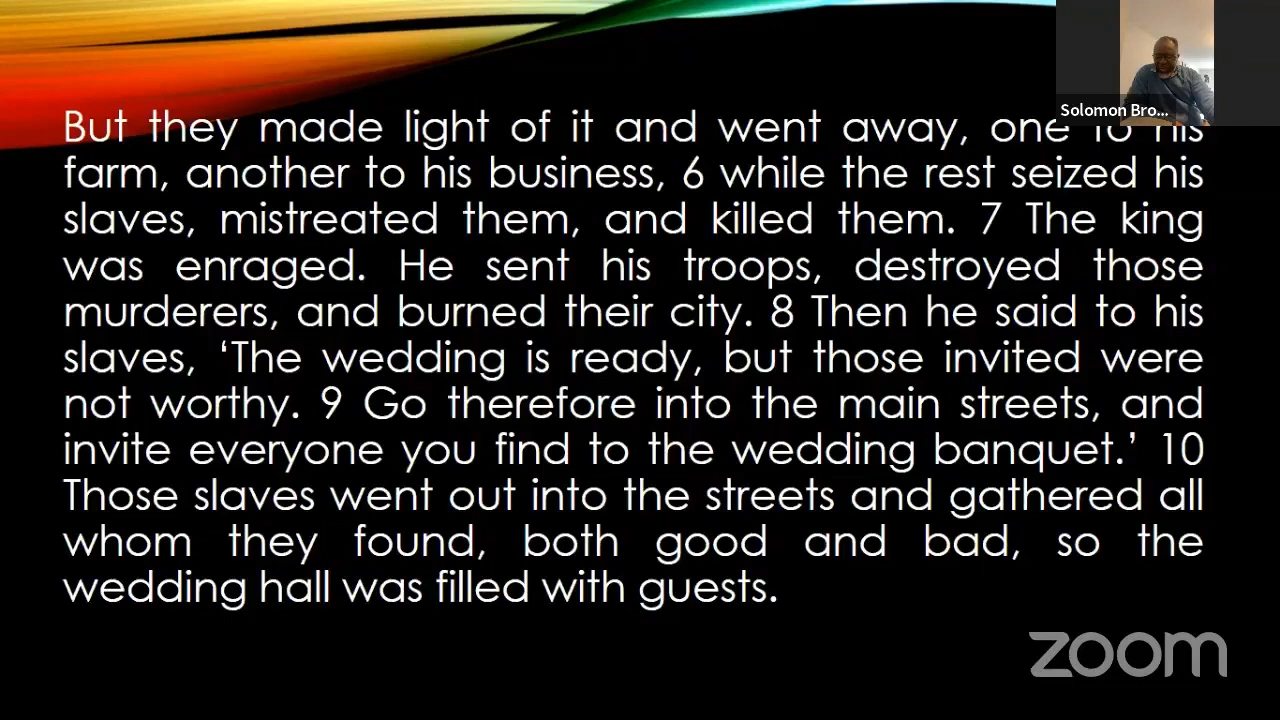 Solomon Bro...
But they made light of it and went away, one to his
farm, another to his business, 6 while the rest seized his
slaves, mistreated them, and killed them. 7 The king
was enraged. He sent his troops, destroyed those
murderers, and burned their city. 8 Then he said to his
slaves, ‘The wedding is ready, but those invited were
not worthy. 9 Go therefore into the main streets, and
invite everyone you find to the wedding banquet.’ 10
Those slaves went out into the streets and gathered all
whom they found, both good and bad, so the
wedding hall was filled with guests.
zoom